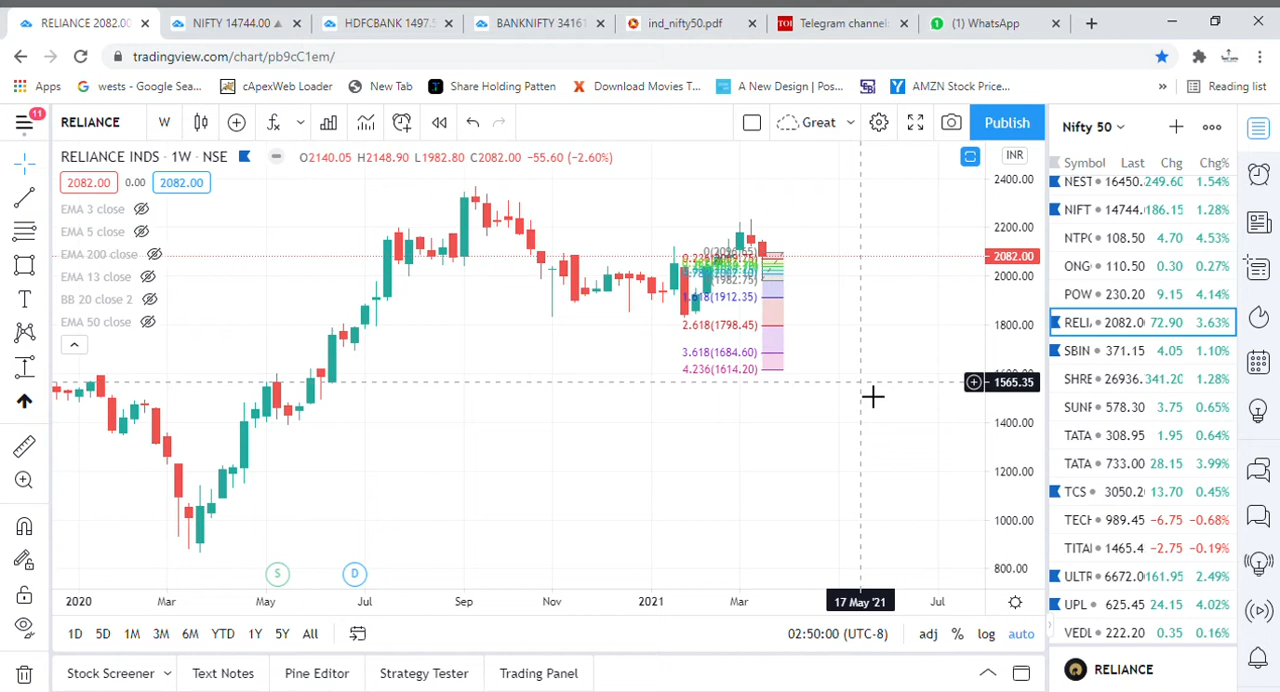 RELIANCE 2082.00
NIFTY 14744.00
HDFCBANK 1497.5
BANKNIFTY 34161
ind_nifty50.pdf
TOI Telegram channel
(1) WhatsApp
tradingview.com/chart/pb9cC1em/
Apps
wests - Google Sea...
cApexWeb Loader
New Tab
Share Holding Patten
Download Movies T...
A New Design | Pos...
AMZN Stock Price...
»
Reading list
11
RELIANCE
W
Great
Publish
RELIANCE INDS · 1W · NSE
O2140.05 H2148.90 L1982.80 C2082.00 -55.60 (-2.60%)
2082.00 0.00 2082.00
EMA 3 close
EMA 5 close
EMA 200 close
EMA 13 close
BB 20 close 2
EMA 50 close
0(2096.55)
1(1982.75)
1.618(1912.35)
2.618(1798.45)
3.618(1684.60)
4.236(1614.20)
INR
2400.00
2200.00
2082.00
2000.00
1800.00
1565.35
1400.00
1200.00
1000.00
800.00
S
D
2020 Mar May Jul Sep Nov 2021 Mar 17 May '21 Jul
1D 5D 1M 3M 6M YTD 1Y 5Y All
02:50:00 (UTC-8) adj % log auto
Stock Screener Text Notes Pine Editor Strategy Tester Trading Panel
Nifty 50
Symbol Last Chg Chg%
NEST 16450. 249.60 1.54%
NIFT 14744. 186.15 1.28%
NTPC 108.50 4.70 4.53%
ONG 110.50 0.30 0.27%
POW 230.20 9.15 4.14%
RELI 2082.00 72.90 3.63%
SBIN 371.15 4.05 1.10%
SHRE 26936. 341.20 1.28%
SUNF 578.30 3.75 0.65%
TATA 308.95 1.95 0.64%
TATA 733.00 28.15 3.99%
TCS 3050.2 13.70 0.45%
TECH 989.45 -6.75 -0.68%
TITA 1465.4 -2.75 -0.19%
ULTR 6672.0 161.95 2.49%
UPL 625.45 24.15 4.02%
VEDL 222.20 0.35 0.16%
RELIANCE